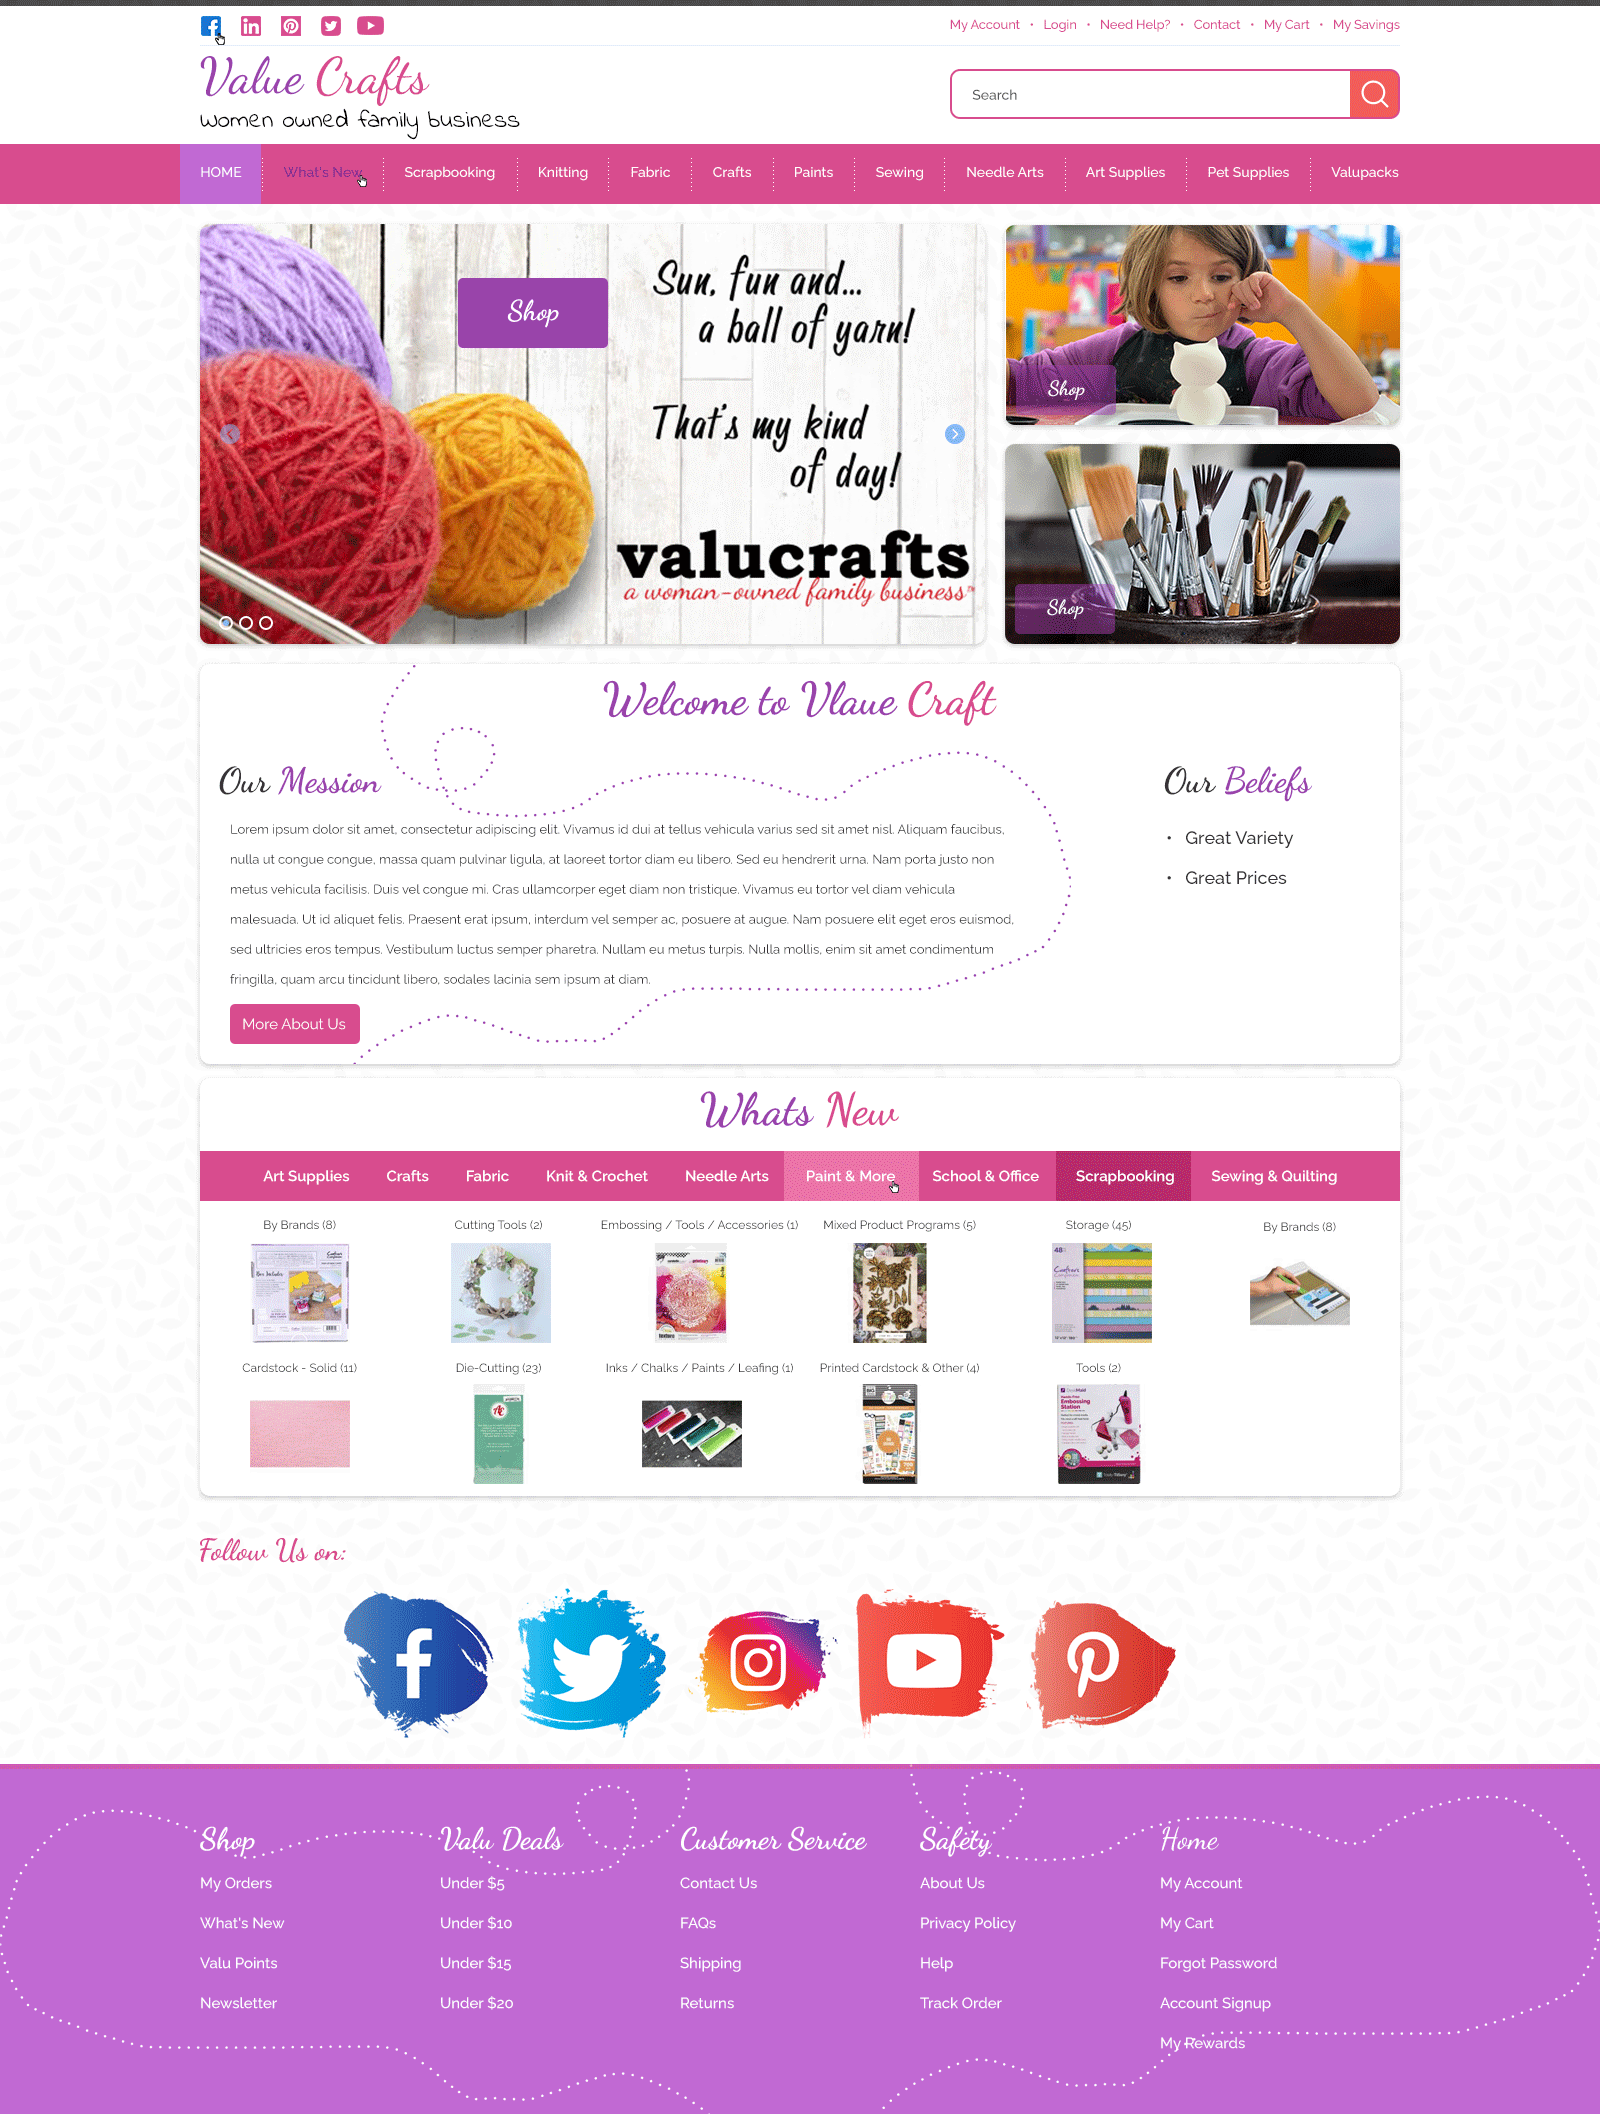 My Account • Login • Need Help? • Contact • My Cart • My Savings
Value Crafts
women owned family business
Search
HOME
What's New
Scrapbooking
Knitting
Fabric
Crafts
Paints
Sewing
Needle Arts
Art Supplies
Pet Supplies
Valupacks
Sun, fun and...
a ball of yarn!
Shop
That's my kind
of day!
valucrafts
a woman-owned family business™
Shop
Shop
Welcome to Vlaue Craft
Our Mession
Lorem ipsum dolor sit amet, consectetur adipiscing elit. Vivamus id dui at tellus vehicula varius sed sit amet nisl. Aliquam faucibus,
nulla ut congue congue, massa quam pulvinar ligula, at laoreet tortor diam eu libero. Sed eu hendrerit urna. Nam porta justo non
metus vehicula facilisis. Duis vel congue mi. Cras ullamcorper eget diam non tristique. Vivamus eu tortor vel diam vehicula
malesuada. Ut id aliquet felis. Praesent erat ipsum, interdum vel semper ac, posuere at augue. Nam posuere elit eget eros euismod,
sed ultricies eros tempus. Vestibulum luctus semper pharetra. Nullam eu metus turpis. Nulla mollis, enim sit amet condimentum
fringilla, quam arcu tincidunt libero, sodales lacinia sem ipsum at diam.
More About Us
Our Beliefs
• Great Variety
• Great Prices
Whats New
Art Supplies
Crafts
Fabric
Knit & Crochet
Needle Arts
Paint & More
School & Office
Scrapbooking
Sewing & Quilting
By Brands (8)
Cutting Tools (2)
Embossing / Tools / Accessories (1)
Mixed Product Programs (5)
Storage (45)
By Brands (8)
48
Cardstock - Solid (11)
Die-Cutting (23)
Inks / Chalks / Paints / Leafing (1)
Printed Cardstock & Other (4)
Tools (2)
AC
BIG
Embossing
Station
Follow Us on:
Shop
My Orders
What's New
Valu Points
Newsletter
Valu Deals
Under $5
Under $10
Under $15
Under $20
Customer Service
Contact Us
FAQs
Shipping
Returns
Safety
About Us
Privacy Policy
Help
Track Order
Home
My Account
My Cart
Forgot Password
Account Signup
My Rewards